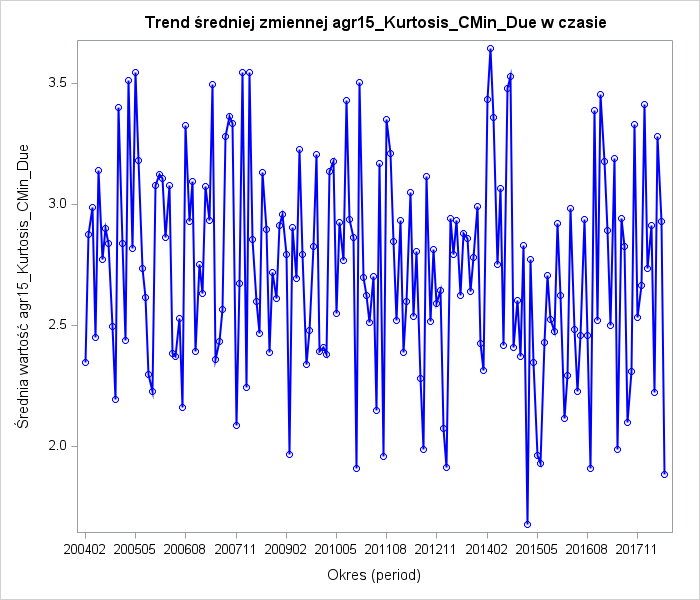 Trend średniej zmiennej agr15_Kurtosis_CMin_Due w czasie
Średnia wartość agr15_Kurtosis_CMin_Due
3.5
3.0
2.5
2.0
200402 200505 200608 200711 200902 201005 201108 201211 201402 201505 201608 201711
Okres (period)